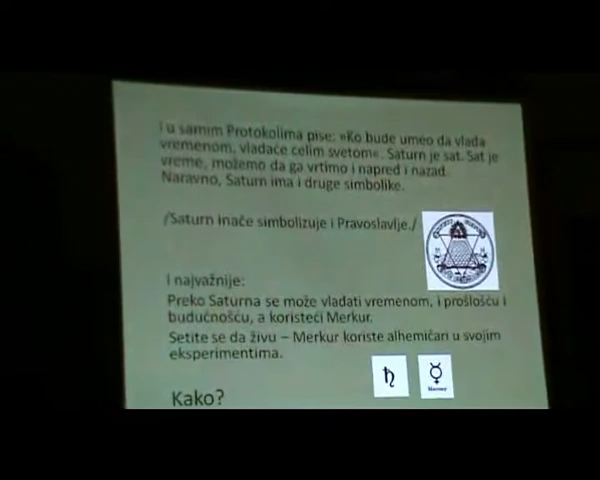 I u samim Protokolima piše: »Ko bude umeo da vlada
vremenom, vladaće celim svetom«. Saturn je sat. Sat je
vreme, možemo da ga vrtimo i napred i nazad.
Naravno, Saturn ima i druge simbolike.
/Saturn inače simbolizuje i Pravoslavlje./
I najvažnije:
Preko Saturna se može vladati vremenom, i prošlošću i
budućnošću, a koristeći Merkur.
Setite se da živu – Merkur koriste alhemičari u svojim
eksperimentima.
Mercury
Kako?